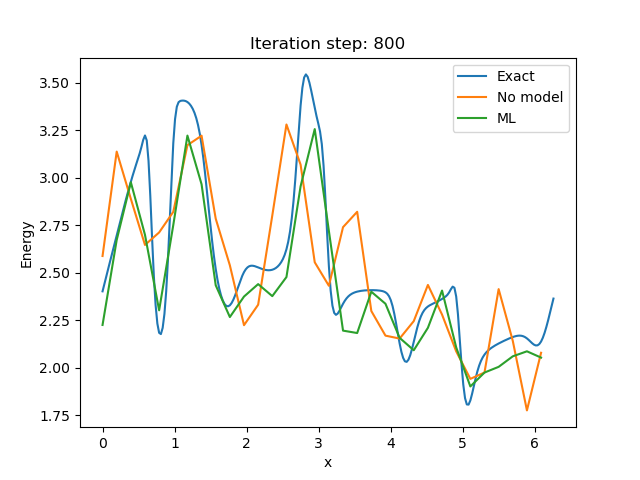 Iteration step: 800
Exact
No model
ML
Energy
3.50
3.25
3.00
2.75
2.50
2.25
2.00
1.75
0 1 2 3 4 5 6
x